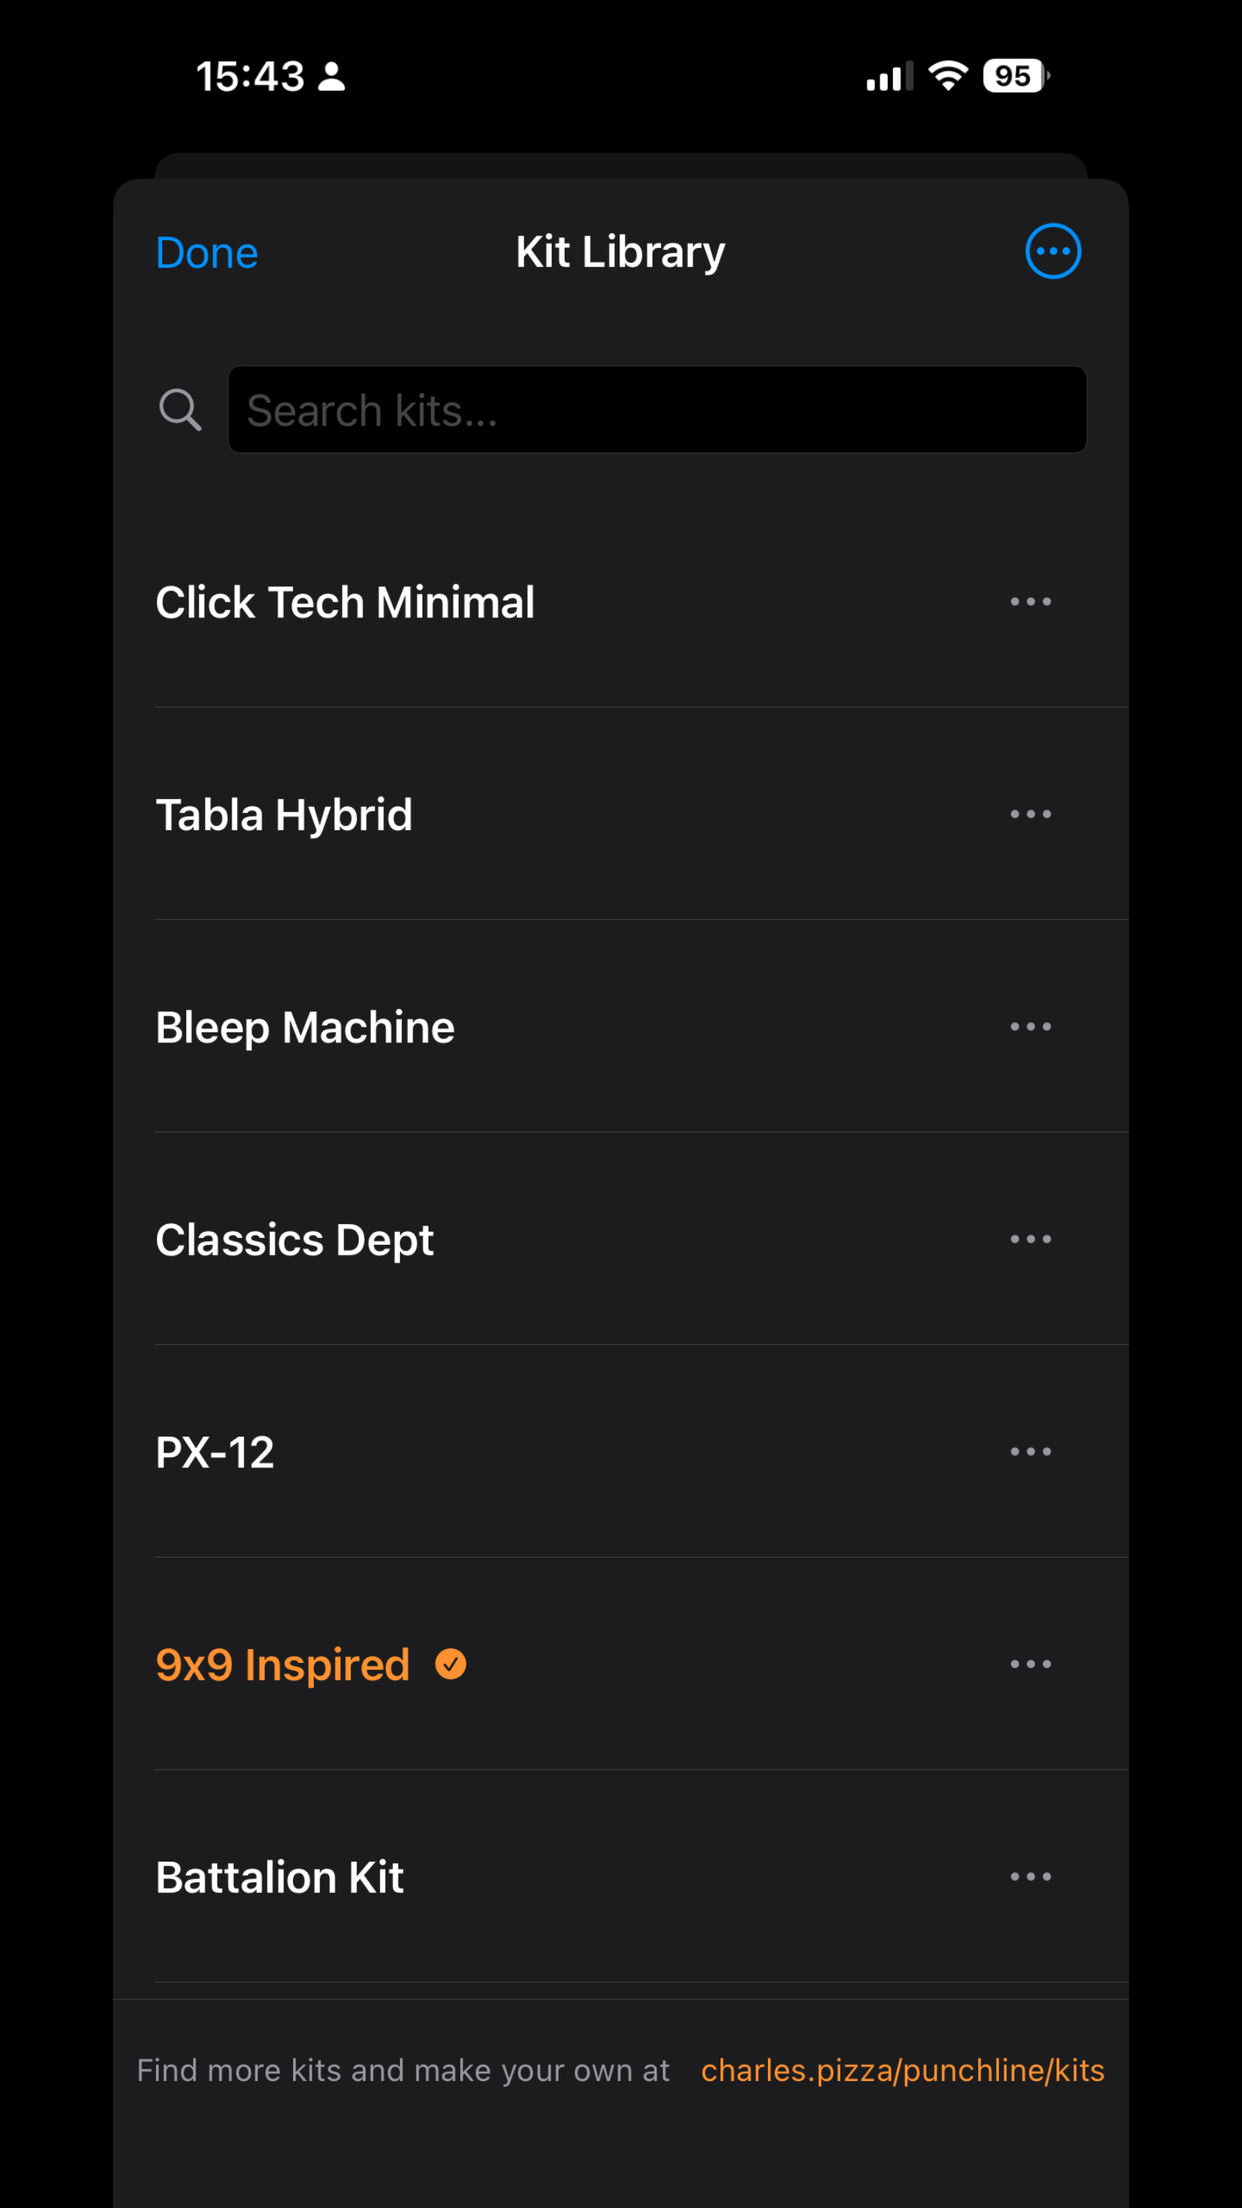 15:43
95
Done
Kit Library
Search kits...
Click Tech Minimal
Tabla Hybrid
Bleep Machine
Classics Dept
PX-12
9x9 Inspired
Battalion Kit
Find more kits and make your own at charles.pizza/punchline/kits